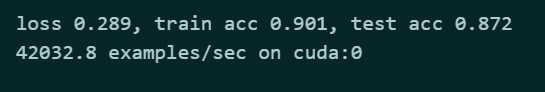 loss 0.289, train acc 0.901, test acc 0.872
42032.8 examples/sec on cuda:0